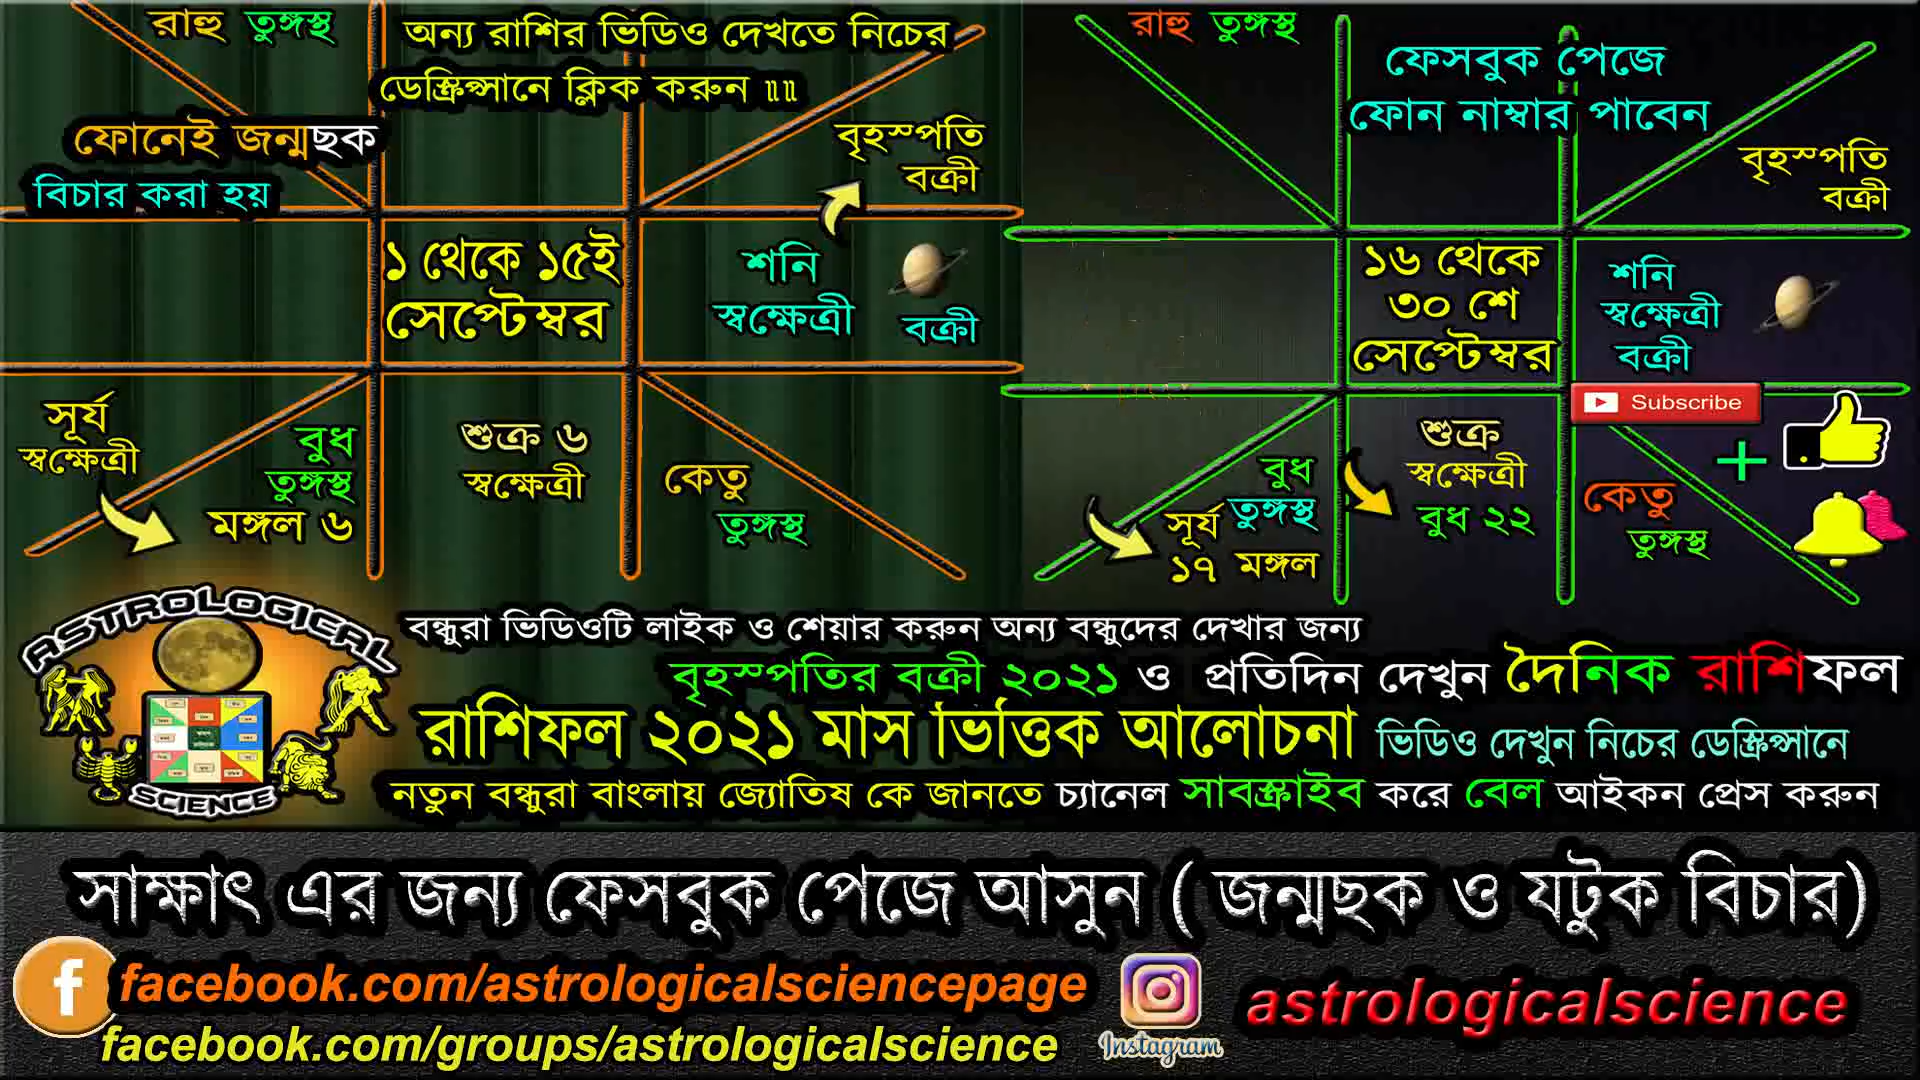 রাহু তুঙ্গস্থ
অন্য রাশির ভিডিও দেখতে নিচের
ডেস্ক্রিপ্সানে ক্লিক করুন
ফোনেই জন্মছক
বিচার করা হয়
বৃহস্পতি
বক্রী
১ থেকে ১৫ই
সেপ্টেম্বর
শনি
স্বক্ষেত্রী
বক্রী
সূর্য
স্বক্ষেত্রী
বুধ
তুঙ্গস্থ
মঙ্গল ৬
শুক্র ৬
স্বক্ষেত্রী
কেতু
তুঙ্গস্থ
রাহু তুঙ্গস্থ
ফেসবুক পেজে
ফোন নাম্বার পাবেন
বৃহস্পতি
বক্রী
১৬ থেকে
৩০ শে
সেপ্টেম্বর
শনি
স্বক্ষেত্রী
বক্রী
Subscribe
+
শুক্র
স্বক্ষেত্রী
বুধ ২২
বুধ
তুঙ্গস্থ
সূর্য
১৭ মঙ্গল
কেতু
তুঙ্গস্থ
ASTROLOGICAL
SCIENCE
বন্ধুরা ভিডিওটি লাইক ও শেয়ার করুন অন্য বন্ধুদের দেখার জন্য
বৃহস্পতির বক্রী ২০২১ ও প্রতিদিন দেখুন দৈনিক রাশিফল
রাশিফল ২০২১ মাস ভিত্তিক আলোচনা ভিডিও দেখুন নিচের ডেস্ক্রিপ্সানে
নতুন বন্ধুরা বাংলায় জ্যোতিষ কে জানতে চ্যানেল সাবস্ক্রাইব করে বেল আইকন প্রেস করুন
সাক্ষাৎ এর জন্য ফেসবুক পেজে আসুন ( জন্মছক ও যটুক বিচার)
facebook.com/astrologicalsciencepage
facebook.com/groups/astrologicalscience
Instagram
astrologicalscience